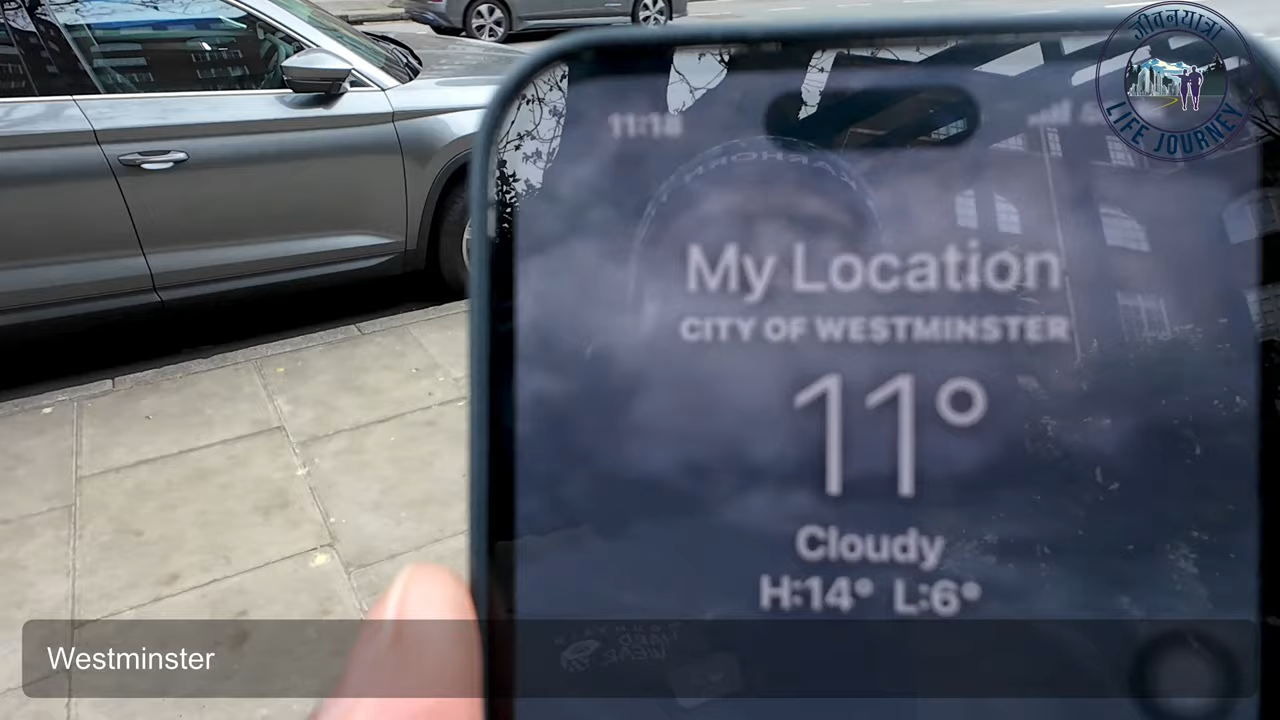 जीवनयात्रा
LIFE JOURNEY
11:18
My Location
CITY OF WESTMINSTER
11°
Cloudy
H:14° L:6°
Westminster